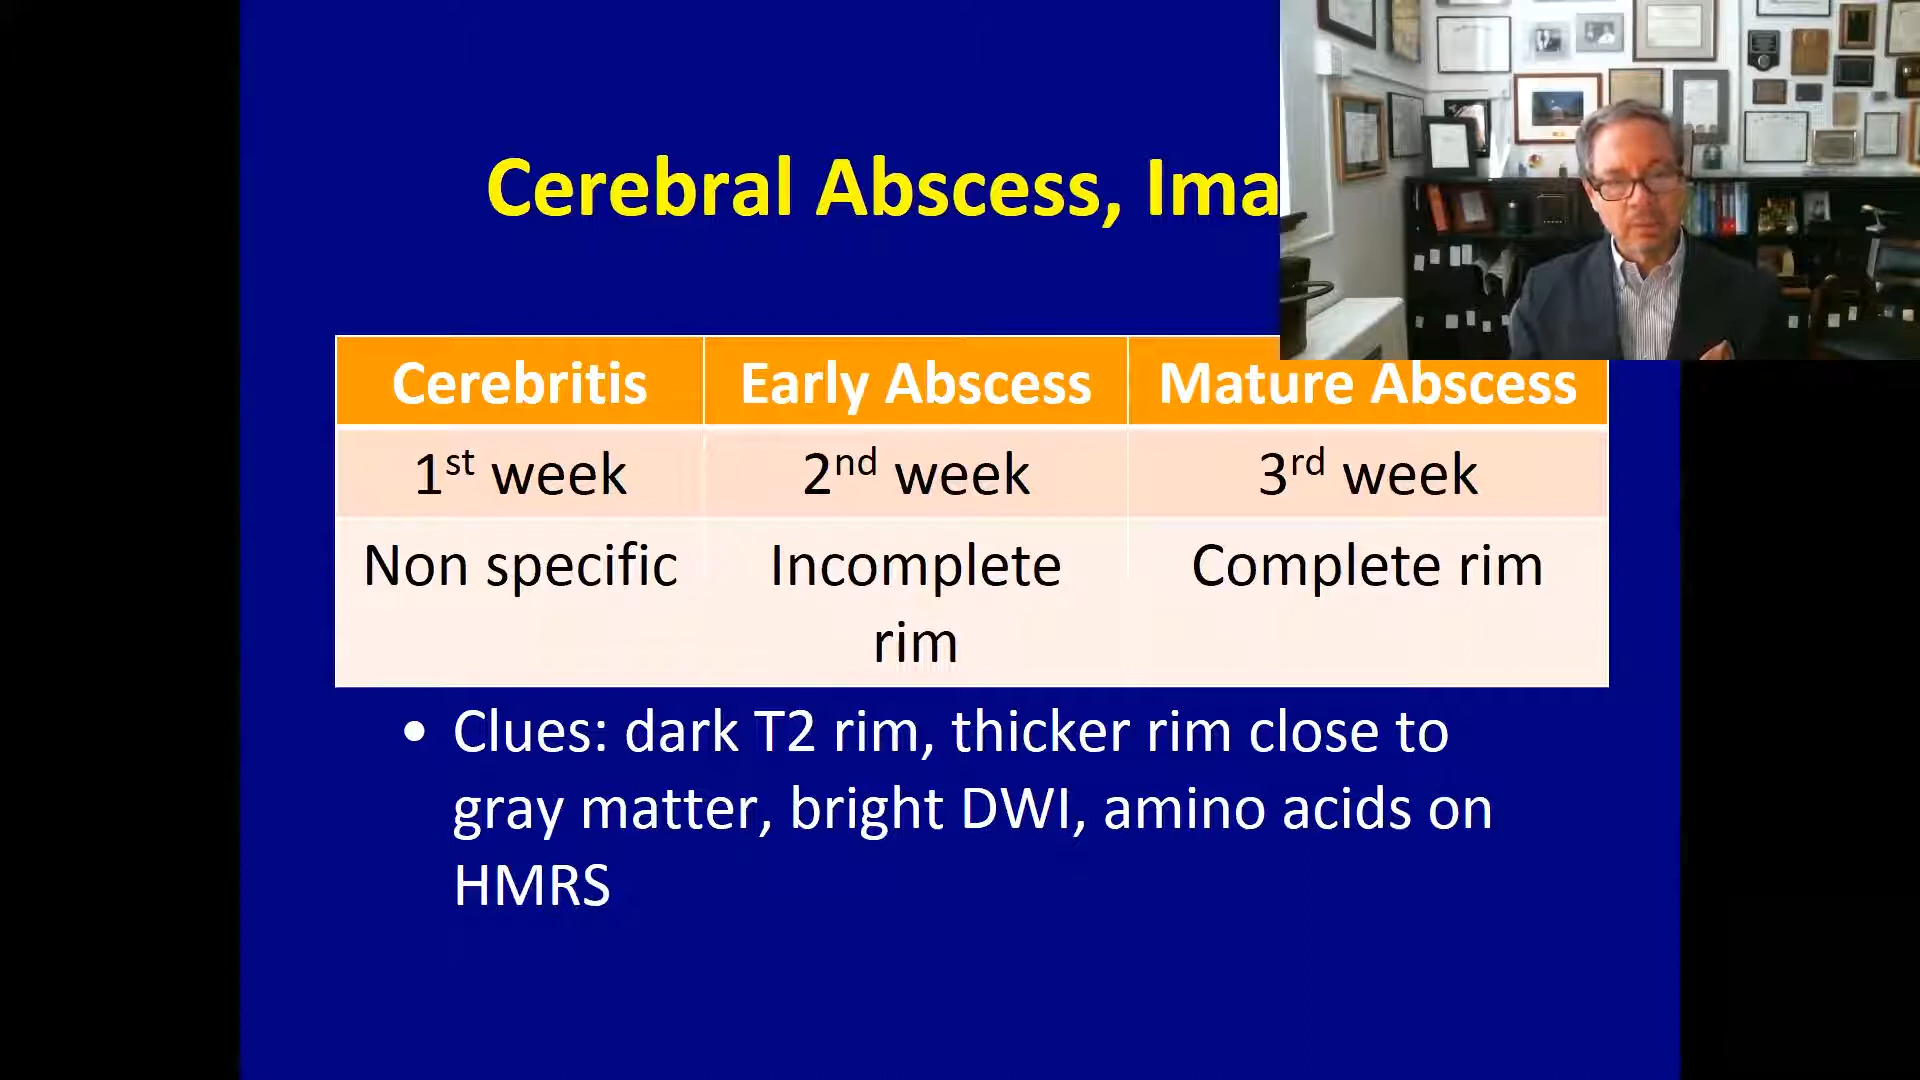 Cerebral Abscess, Ima
Cerebritis Early Abscess Mature Abscess
1st week 2nd week 3rd week
Non specific Incomplete rim Complete rim
• Clues: dark T2 rim, thicker rim close to
gray matter, bright DWI, amino acids on
HMRS